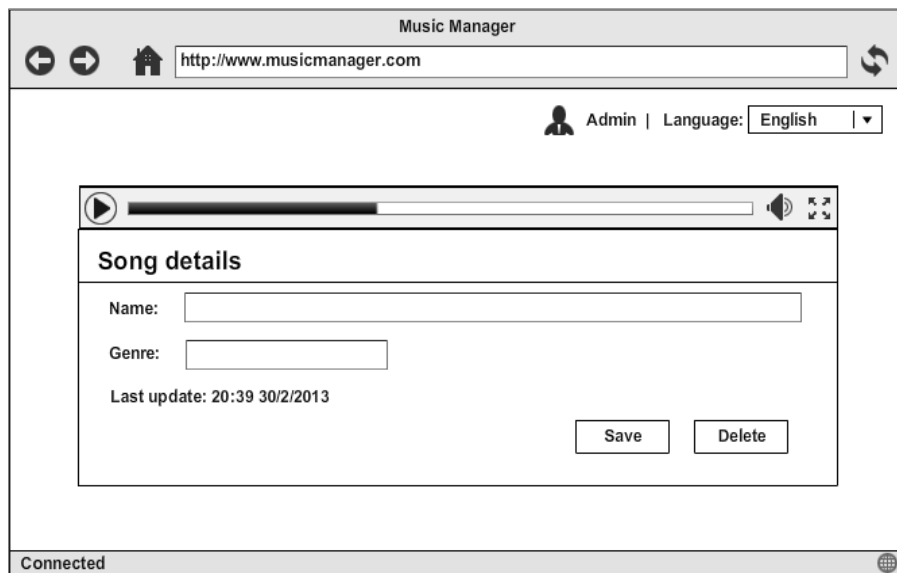 Music Manager
http://www.musicmanager.com
Admin | Language: English
Song details
Name:
Genre:
Last update: 20:39 30/2/2013
Save Delete
Connected